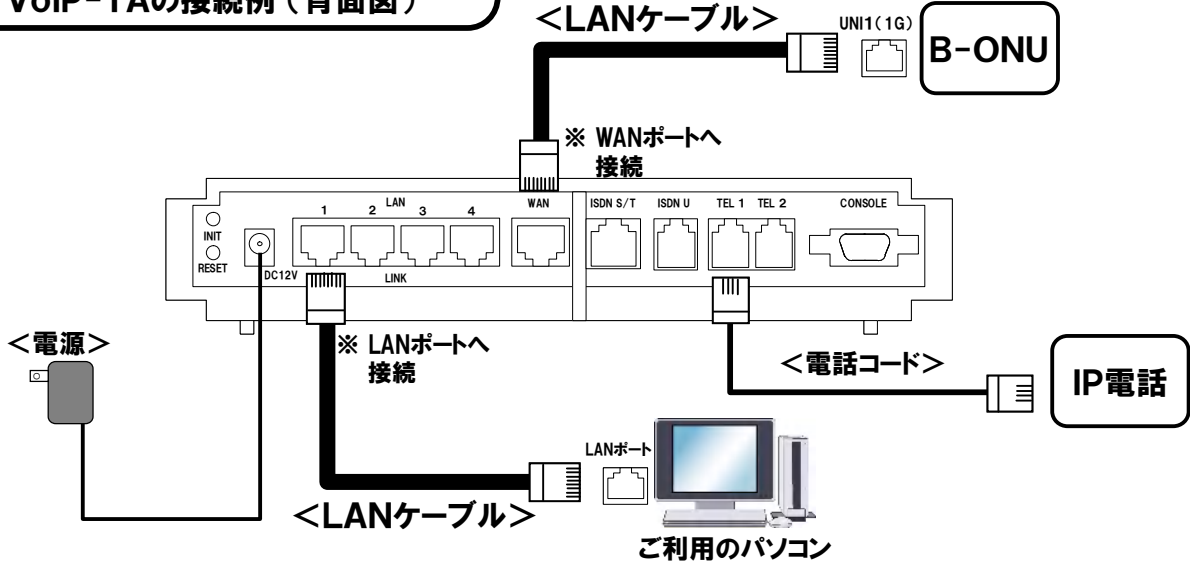 VoIP-TAの接続例（背面図）
＜LANケーブル＞
UNI1(1G)
B-ONU
※ WANポートへ
接続
INIT
RESET
DC12V
LAN
1 2 3 4
LINK
WAN
ISDN S/T
ISDN U
TEL 1 TEL 2
CONSOLE
＜電源＞
※ LANポートへ
接続
＜電話コード＞
IP電話
LANポート
＜LANケーブル＞
ご利用のパソコン